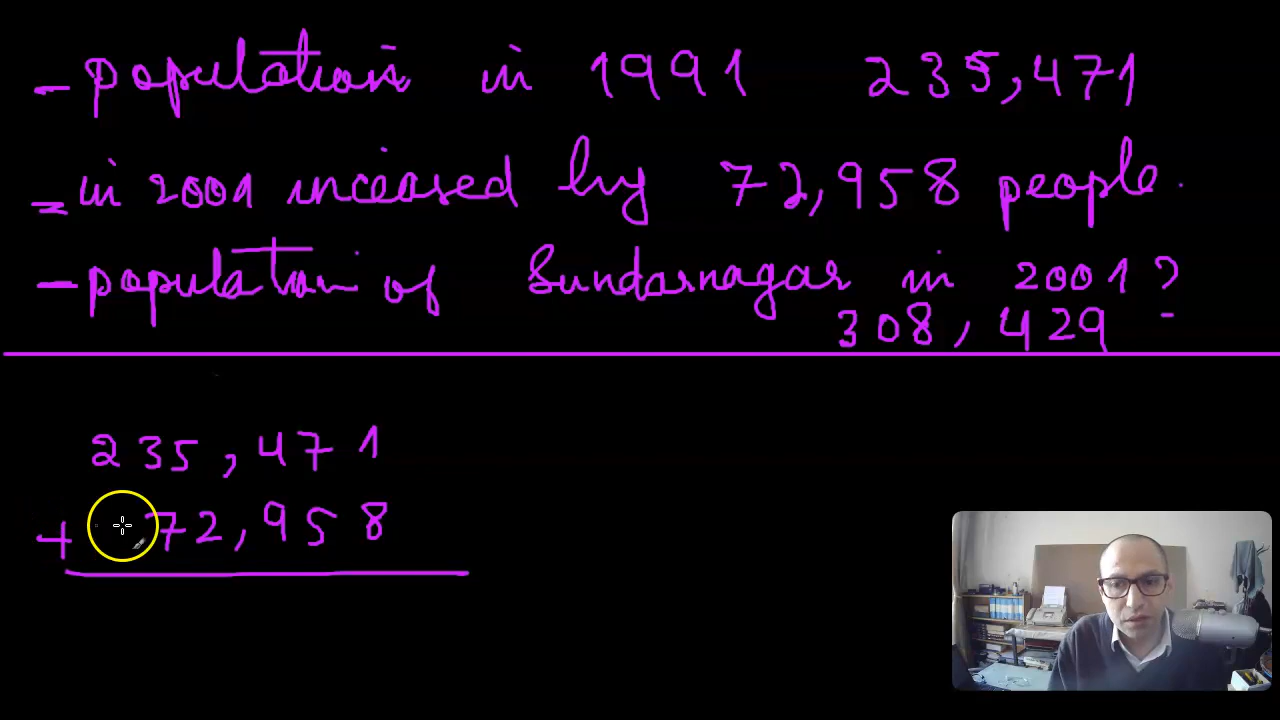 - population in 1991 235,471
= in 2001 inceased by 72,958 people.
- population of Sundarnagar in 2001?
308,429
235,471
+ 72,958